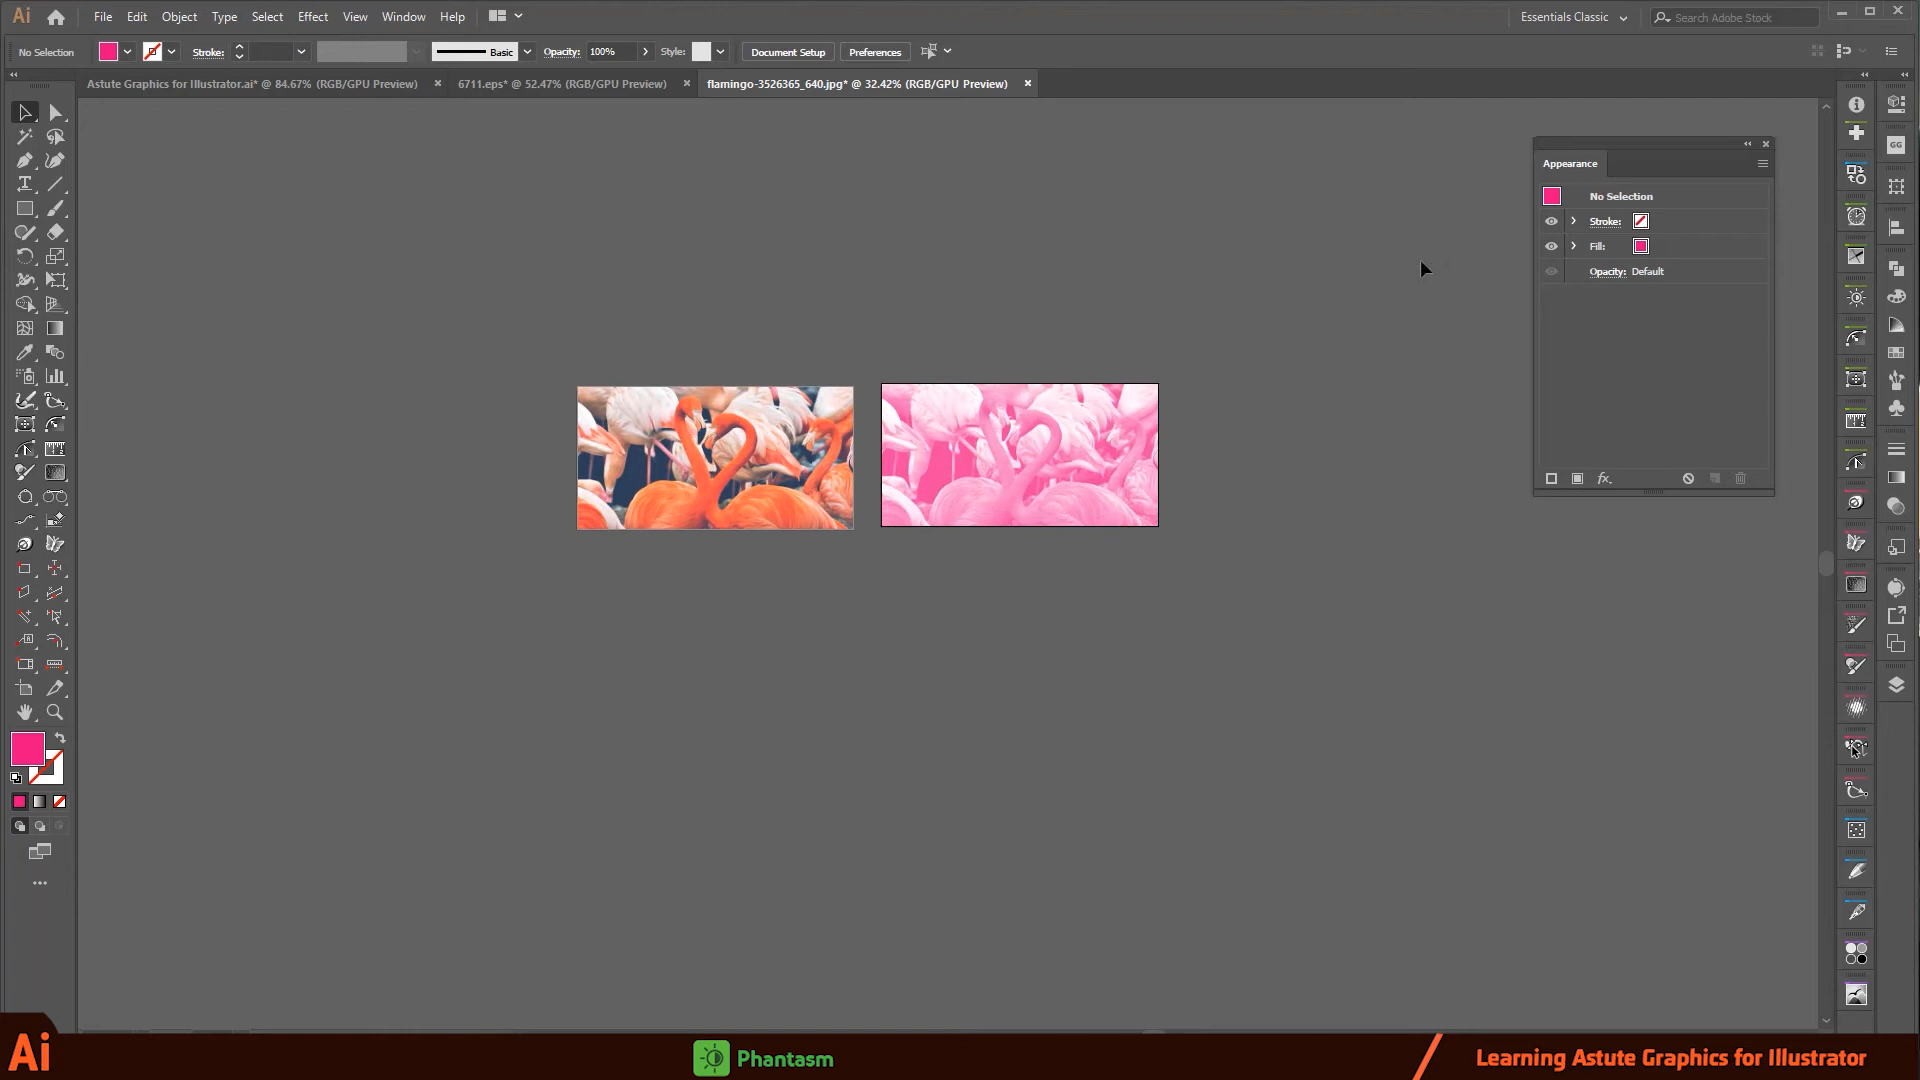 Ai File Edit Object Type Select Effect View Window Help Essentials Classic Search Adobe Stock
No Selection Stroke: Basic Opacity: 100% Style: Document Setup Preferences
Astute Graphics for Illustrator.ai* @ 84.67% (RGB/GPU Preview) 6711.eps* @ 52.47% (RGB/GPU Preview) flamingo-3526365_640.jpg* @ 32.42% (RGB/GPU Preview)
GG
Appearance
No Selection
Stroke:
Fill:
Opacity: Default
fx
Ai Phantasm Learning Astute Graphics for Illustrator